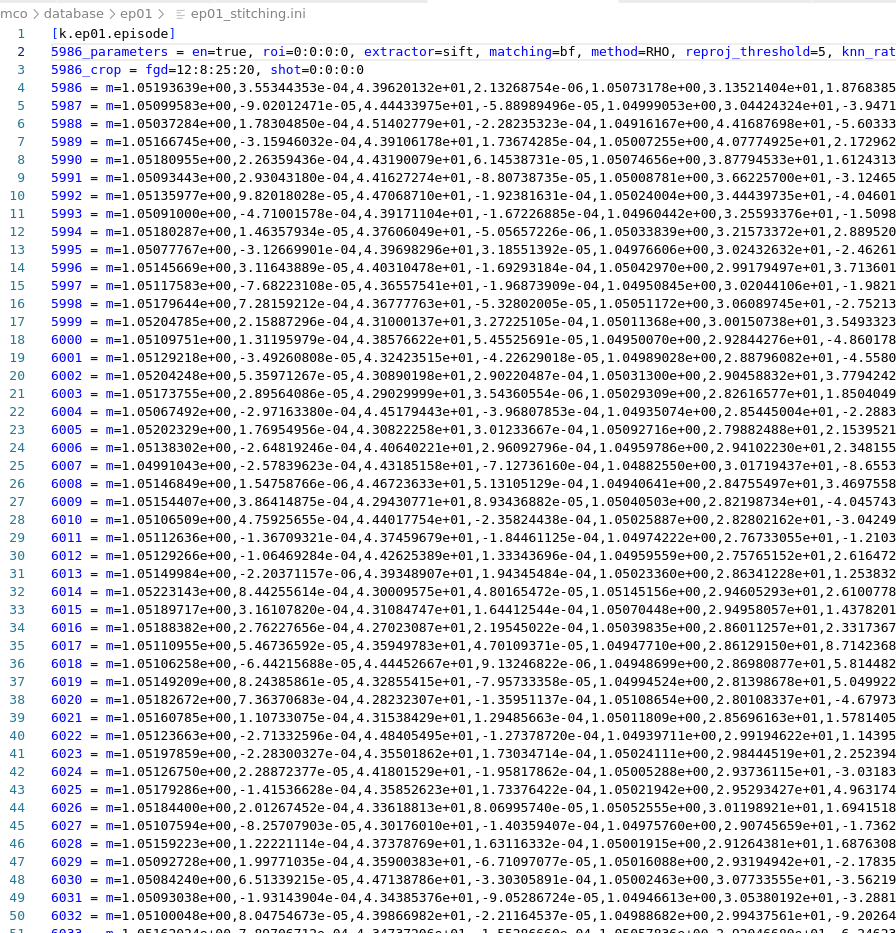 mco > database > ep01 > ep01_stitching.ini
1 [k.ep01.episode]
2 5986_parameters = en=true, roi=0:0:0:0, extractor=sift, matching=bf, method=RHO, reproj_threshold=5, knn_rat
3 5986_crop = fgd=12:8:25:20, shot=0:0:0:0
4 5986 = m=1.05193639e+00,3.55344353e-04,4.39620132e+01,2.13268754e-06,1.05073178e+00,3.13521404e+01,1.8768385
5 5987 = m=1.05099583e+00,-9.02012471e-05,4.44433975e+01,-5.88989496e-05,1.04999053e+00,3.04424324e+01,-3.9471
6 5988 = m=1.05037284e+00,1.78304850e-04,4.51402779e+01,-2.28235323e-04,1.04916167e+00,4.41687698e+01,-5.60333
7 5989 = m=1.05166745e+00,-3.15946032e-04,4.39106178e+01,1.73674285e-04,1.05007255e+00,4.07774925e+01,2.172962
8 5990 = m=1.05180955e+00,2.26359436e-04,4.43190079e+01,6.14538731e-05,1.05074656e+00,3.87794533e+01,1.6124313
9 5991 = m=1.05093443e+00,2.93043180e-04,4.41627274e+01,-8.80738735e-05,1.05008781e+00,3.66225700e+01,-3.12465
10 5992 = m=1.05135977e+00,9.82018028e-05,4.47068710e+01,-1.92381631e-04,1.05024004e+00,3.44439735e+01,-4.04601
11 5993 = m=1.05091000e+00,-4.71001578e-04,4.39171104e+01,-1.67226885e-04,1.04960442e+00,3.25593376e+01,-1.5098
12 5994 = m=1.05180287e+00,1.46357934e-05,4.37606049e+01,-5.05657226e-06,1.05033839e+00,3.21573372e+01,2.889520
13 5995 = m=1.05077767e+00,-3.12669901e-04,4.39698296e+01,3.18551392e-05,1.04976606e+00,3.02432632e+01,-2.46261
14 5996 = m=1.05145669e+00,3.11643889e-05,4.40310478e+01,-1.69293184e-04,1.05042970e+00,2.99179497e+01,3.713601
15 5997 = m=1.05117583e+00,-7.68223108e-05,4.36557541e+01,-1.96873909e-04,1.04950845e+00,3.02044106e+01,-1.9821
16 5998 = m=1.05179644e+00,7.28159212e-05,4.36777763e+01,-5.32802005e-05,1.05051172e+00,3.06089745e+01,-2.75213
17 5999 = m=1.05204785e+00,2.15887296e-04,4.31000137e+01,3.27225105e-04,1.05011368e+00,3.00150738e+01,3.5493323
18 6000 = m=1.05109751e+00,1.31195979e-04,4.38576622e+01,5.45525691e-05,1.04950070e+00,2.92844276e+01,-4.860178
19 6001 = m=1.05129218e+00,-3.49260808e-05,4.32423515e+01,-4.22629018e-05,1.04989028e+00,2.88796082e+01,-4.5580
20 6002 = m=1.05204248e+00,5.35971267e-05,4.30890198e+01,2.90220487e-04,1.05031300e+00,2.90458832e+01,3.7794242
21 6003 = m=1.05173755e+00,2.89564086e-05,4.29029999e+01,3.54360554e-06,1.05029309e+00,2.82616577e+01,1.8504049
22 6004 = m=1.05067492e+00,-2.97163380e-04,4.45179443e+01,-3.96807853e-04,1.04935074e+00,2.85445004e+01,-2.2883
23 6005 = m=1.05202329e+00,1.76954956e-04,4.30822258e+01,3.01233667e-04,1.05092716e+00,2.79882488e+01,2.1539521
24 6006 = m=1.05138302e+00,-2.64819246e-04,4.40640221e+01,2.96092796e-04,1.04959786e+00,2.94102230e+01,2.348155
25 6007 = m=1.04991043e+00,-2.57839623e-04,4.43185158e+01,-7.12736160e-04,1.04882550e+00,3.01719437e+01,-8.6553
26 6008 = m=1.05146849e+00,1.54758766e-06,4.46723633e+01,5.13105129e-04,1.04940641e+00,2.84755497e+01,3.4697558
27 6009 = m=1.05154407e+00,3.86414875e-04,4.29430771e+01,8.93436882e-05,1.05040503e+00,2.82198734e+01,-4.045743
28 6010 = m=1.05106509e+00,4.75925655e-04,4.44017754e+01,-2.35824438e-04,1.05025887e+00,2.82802162e+01,-3.04249
29 6011 = m=1.05112636e+00,-1.36709321e-04,4.37459679e+01,-1.84461125e-04,1.04974222e+00,2.76733055e+01,-1.2103
30 6012 = m=1.05129266e+00,-1.06469284e-04,4.42625389e+01,1.33343696e-04,1.04959559e+00,2.75765152e+01,2.616472
31 6013 = m=1.05149984e+00,-2.20371157e-06,4.39348907e+01,1.94345484e-04,1.05023360e+00,2.86341228e+01,1.253832
32 6014 = m=1.05223143e+00,8.44255614e-04,4.30009575e+01,4.80165472e-05,1.05145156e+00,2.94605293e+01,2.6100778
33 6015 = m=1.05189717e+00,3.16107820e-04,4.31084747e+01,1.64412544e-04,1.05070448e+00,2.94958057e+01,1.4378201
34 6016 = m=1.05188382e+00,2.76227656e-04,4.27023087e+01,2.19545022e-04,1.05039835e+00,2.86011257e+01,2.3317367
35 6017 = m=1.05110955e+00,5.46736592e-05,4.35949783e+01,4.70109371e-05,1.04947710e+00,2.86129150e+01,8.7142368
36 6018 = m=1.05106258e+00,-6.44215688e-05,4.44452667e+01,9.13246822e-06,1.04948699e+00,2.86980877e+01,5.814482
37 6019 = m=1.05149209e+00,8.24385861e-05,4.32855415e+01,-7.95733358e-05,1.04994524e+00,2.81398678e+01,5.049922
38 6020 = m=1.05182672e+00,7.36370683e-04,4.28232307e+01,-1.35951137e-04,1.05108654e+00,2.80108337e+01,-4.67973
39 6021 = m=1.05160785e+00,1.10733075e-04,4.31538429e+01,1.29485663e-04,1.05011809e+00,2.85696163e+01,1.5781405
40 6022 = m=1.05123663e+00,-2.71332596e-04,4.48405495e+01,-1.27378720e-04,1.04939711e+00,2.99194622e+01,1.14395
41 6023 = m=1.05197859e+00,-2.28300327e-04,4.35501862e+01,1.73034714e-04,1.05024111e+00,2.98444519e+01,2.252394
42 6024 = m=1.05126750e+00,2.28872377e-05,4.41801529e+01,-1.95817862e-04,1.05005288e+00,2.93736115e+01,-3.03183
43 6025 = m=1.05179286e+00,-1.41536628e-04,4.35852623e+01,1.73376422e-04,1.05021942e+00,2.95293427e+01,4.963174
44 6026 = m=1.05184400e+00,2.01267452e-04,4.33618813e+01,8.06995740e-05,1.05052555e+00,3.01198921e+01,1.6941518
45 6027 = m=1.05107594e+00,-8.25707903e-05,4.30176010e+01,-1.40359407e-04,1.04975760e+00,2.90745659e+01,-1.7362
46 6028 = m=1.05159223e+00,1.22221114e-04,4.37378769e+01,1.63116332e-04,1.05001915e+00,2.91264381e+01,1.6876308
47 6029 = m=1.05092728e+00,1.99771035e-04,4.35900383e+01,-6.71097077e-05,1.05016088e+00,2.93194942e+01,-2.17835
48 6030 = m=1.05084240e+00,6.51339215e-05,4.47138786e+01,-3.30305891e-04,1.05002463e+00,3.07733555e+01,-3.56219
49 6031 = m=1.05093038e+00,-1.93143904e-04,4.34384375e+01,-9.05286724e-05,1.04946613e+00,3.05380192e+01,-3.2881
50 6032 = m=1.05100048e+00,8.04754673e-05,4.39866982e+01,-2.21164537e-05,1.04988682e+00,2.99437561e+01,-9.20264